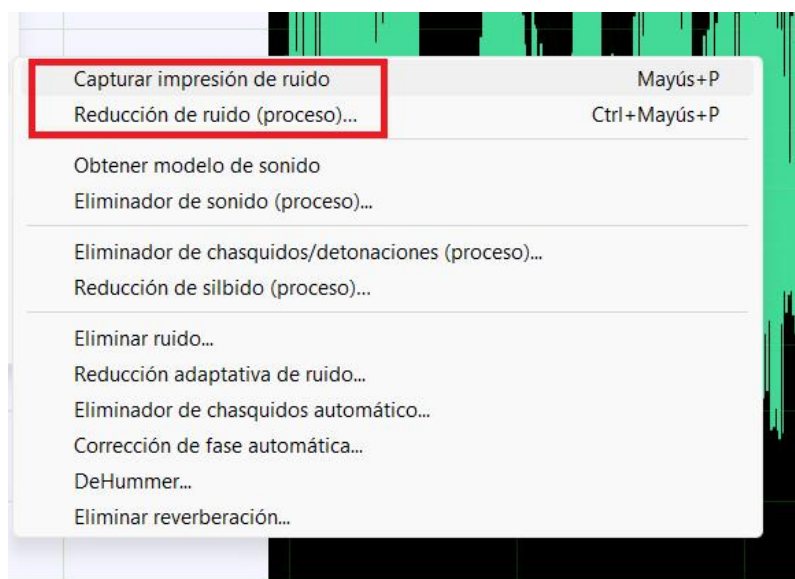 Capturar impresión de ruido Mayús+P
Reducción de ruido (proceso)... Ctrl+Mayús+P
Obtener modelo de sonido
Eliminador de sonido (proceso)...
Eliminador de chasquidos/detonaciones (proceso)...
Reducción de silbido (proceso)...
Eliminar ruido...
Reducción adaptativa de ruido...
Eliminador de chasquidos automático...
Corrección de fase automática...
DeHummer...
Eliminar reverberación...